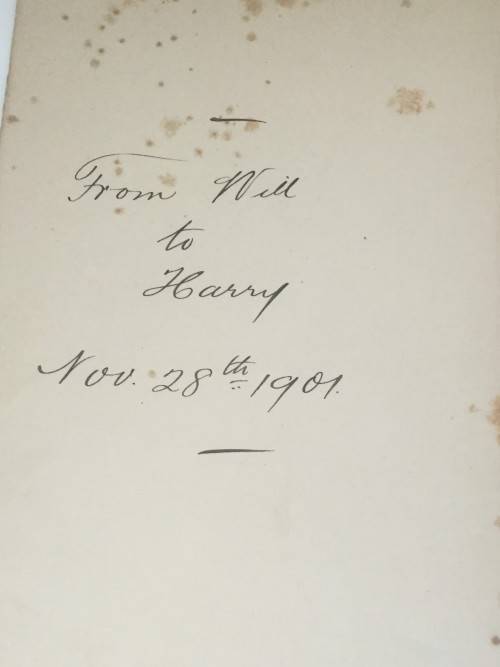 From Will
to
Harry
Nov. 28th 1901.